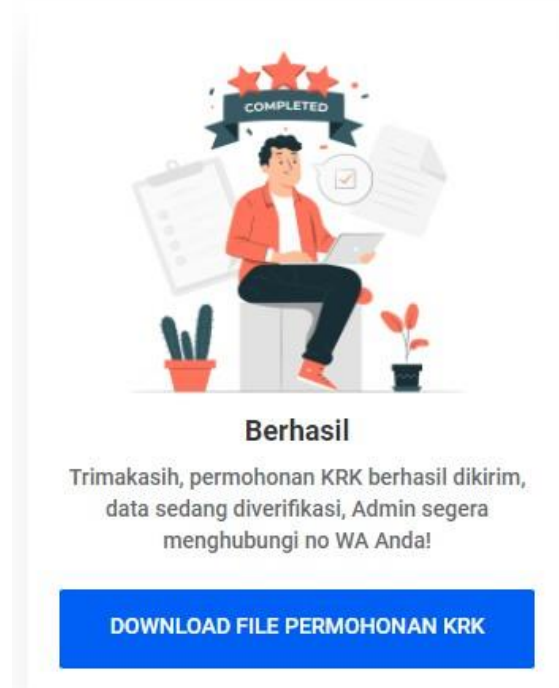 COMPLETED
Berhasil
Trimakasih, permohonan KRK berhasil dikirim,
data sedang diverifikasi, Admin segera
menghubungi no WA Anda!
DOWNLOAD FILE PERMOHONAN KRK